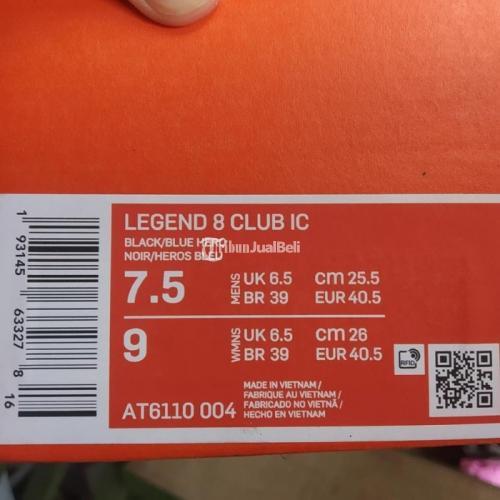 LEGEND 8 CLUB IC
BLACK/BLUE HERO
NOIR/HEROS BLEU
JualBeli
7.5 MENS UK 6.5 CM 25.5
BR 39 EUR 40.5
9 WMNS UK 6.5 CM 26
BR 39 EUR 40.5
RFID
MADE IN VIETNAM /
FABRIQUE AU VIETNAM /
FABRICADO NO VIETNÃ /
HECHO EN VIETNAM
AT6110 004
1 93145 63327 8
16